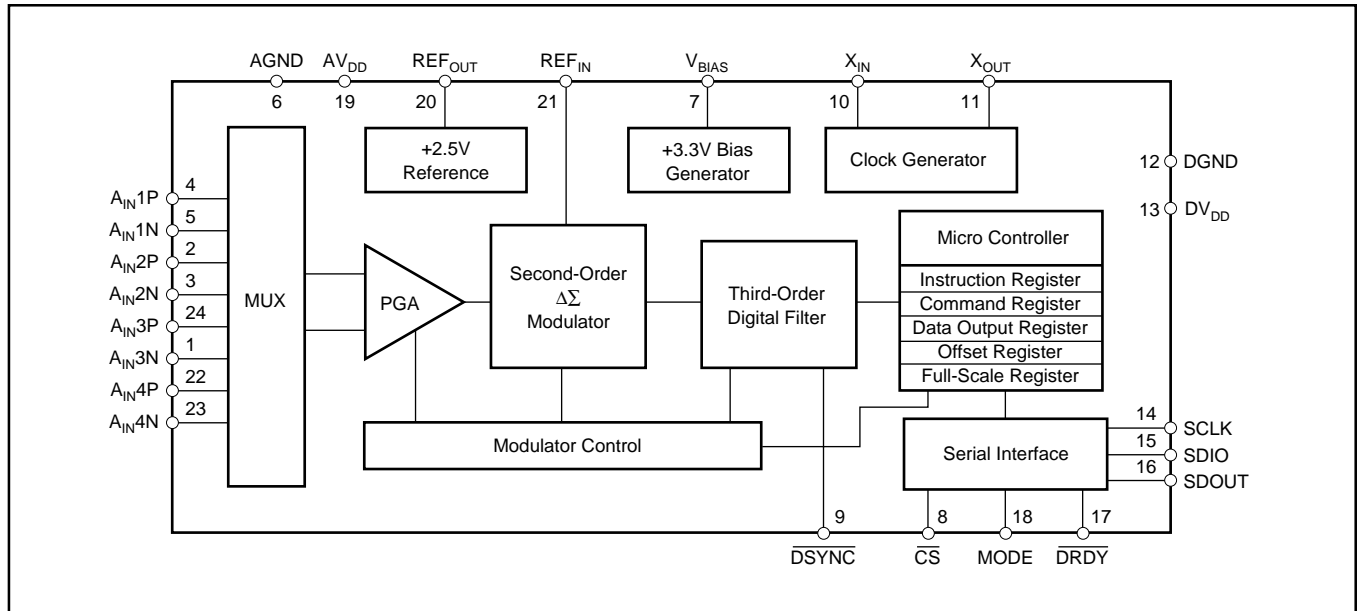 AGND AVDD REFOUT REFIN VBIAS XIN XOUT
6 19 20 21 7 10 11
+2.5V
Reference
+3.3V Bias
Generator
Clock Generator
12 DGND
13 DVDD
AIN1P 4
AIN1N 5
AIN2P 2
AIN2N 3
AIN3P 24
AIN3N 1
AIN4P 22
AIN4N 23
MUX
PGA
Second-Order
ΔΣ
Modulator
Third-Order
Digital Filter
Micro Controller
Instruction Register
Command Register
Data Output Register
Offset Register
Full-Scale Register
Modulator Control
Serial Interface
14 SCLK
15 SDIO
16 SDOUT
9 8 18 17
DSYNC CS MODE DRDY